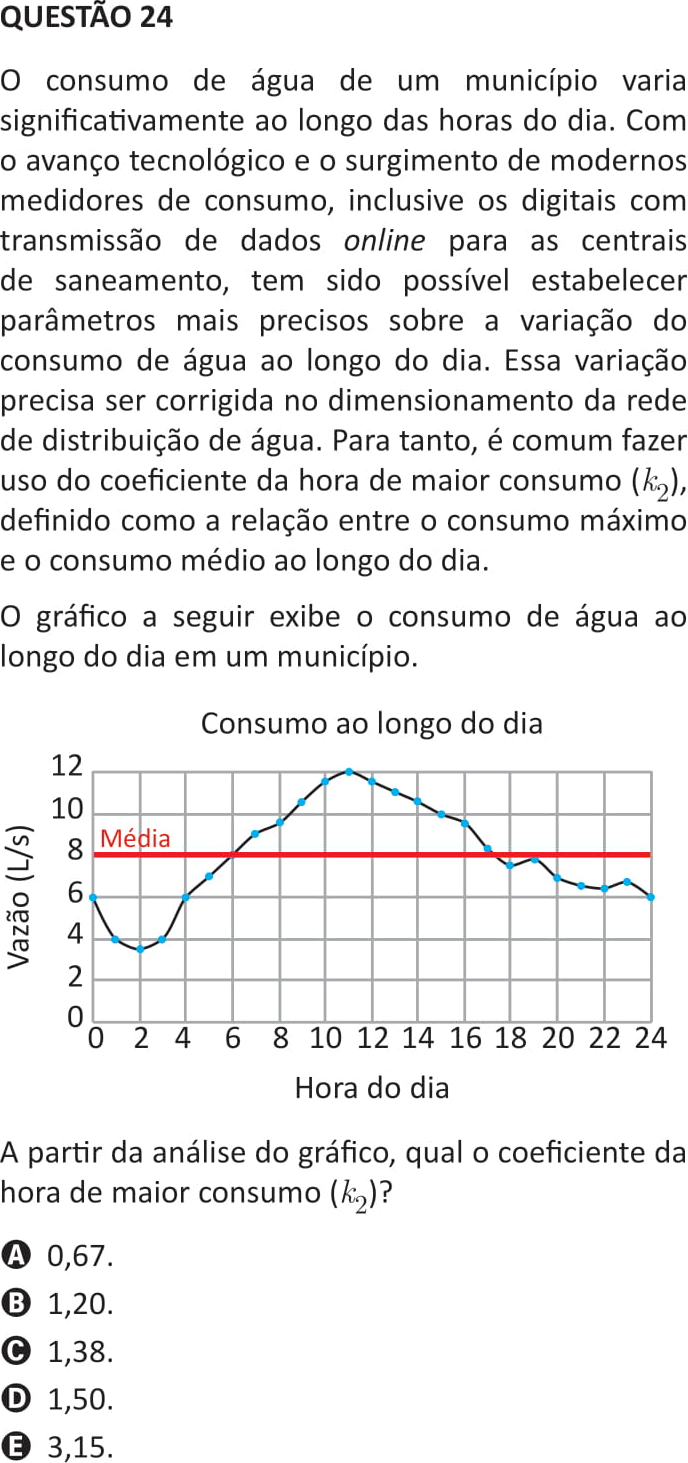 QUESTÃO 24
O consumo de água de um município varia
significativamente ao longo das horas do dia. Com
o avanço tecnológico e o surgimento de modernos
medidores de consumo, inclusive os digitais com
transmissão de dados online para as centrais
de saneamento, tem sido possível estabelecer
parâmetros mais precisos sobre a variação do
consumo de água ao longo do dia. Essa variação
precisa ser corrigida no dimensionamento da rede
de distribuição de água. Para tanto, é comum fazer
uso do coeficiente da hora de maior consumo (k₂),
definido como a relação entre o consumo máximo
e o consumo médio ao longo do dia.
O gráfico a seguir exibe o consumo de água ao
longo do dia em um município.
Consumo ao longo do dia
Vazão (L/s)
12
10
8
6
4
2
0
Média
0 2 4 6 8 10 12 14 16 18 20 22 24
Hora do dia
A partir da análise do gráfico, qual o coeficiente da
hora de maior consumo (k₂)?
A 0,67.
B 1,20.
C 1,38.
D 1,50.
E 3,15.